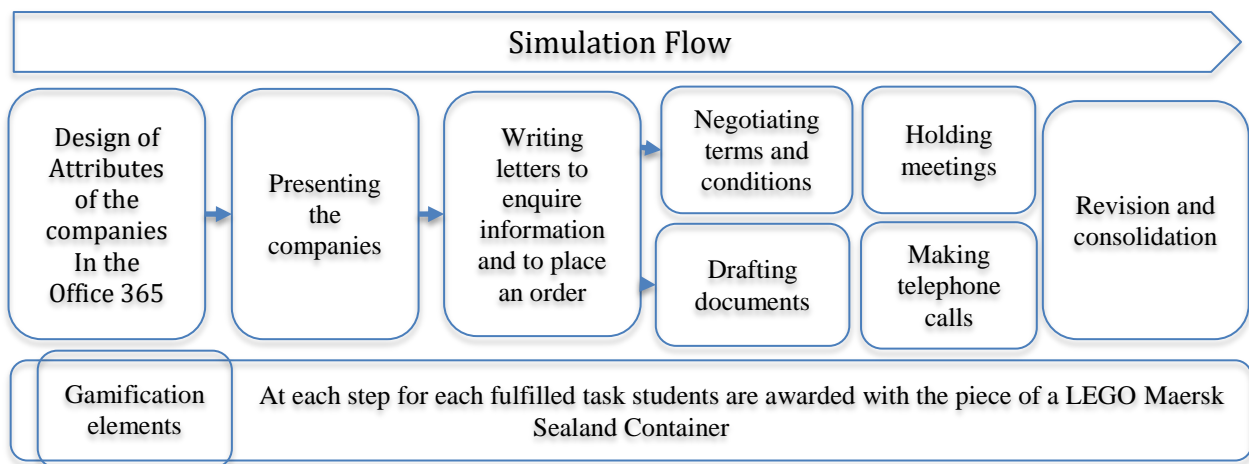 Simulation Flow
Design of
Attributes
of the
companies
In the
Office 365
Presenting
the
companies
Writing
letters to
enquire
information
and to place
an order
Negotiating
terms and
conditions
Drafting
documents
Holding
meetings
Making
telephone
calls
Revision and
consolidation
Gamification
elements
At each step for each fulfilled task students are awarded with the piece of a LEGO Maersk
Sealand Container